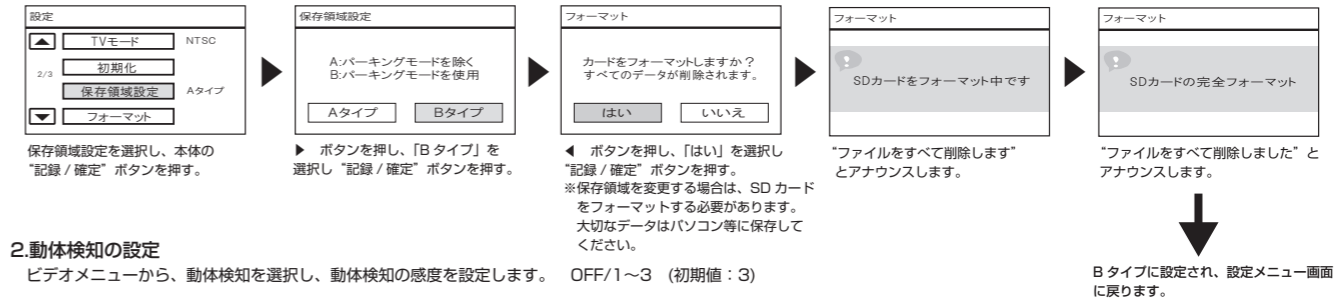 設定
TVモード NTSC
2/3
初期化
保存領域設定 Aタイプ
フォーマット
保存領域設定を選択し、本体の
"記録 / 確定"ボタンを押す。
保存領域設定
A:パーキングモードを除く
B:パーキングモードを使用
Aタイプ Bタイプ
▶ ボタンを押し、「B タイプ」を
選択し"記録 / 確定"ボタンを押す。
フォーマット
カードをフォーマットしますか?
すべてのデータが削除されます。
はい いいえ
◀ ボタンを押し、「はい」を選択し
"記録 / 確定"ボタンを押す。
※保存領域を変更する場合は、SD カード
をフォーマットする必要があります。
大切なデータはパソコン等に保存して
ください。
フォーマット
SDカードをフォーマット中です
"ファイルをすべて削除します"
とアナウンスします。
フォーマット
SDカードの完全フォーマット
"ファイルをすべて削除しました"と
アナウンスします。
B タイプに設定され、設定メニュー画面
に戻ります。
2.動体検知の設定
ビデオメニューから、動体検知を選択し、動体検知の感度を設定します。 OFF/1～3 (初期値:3)